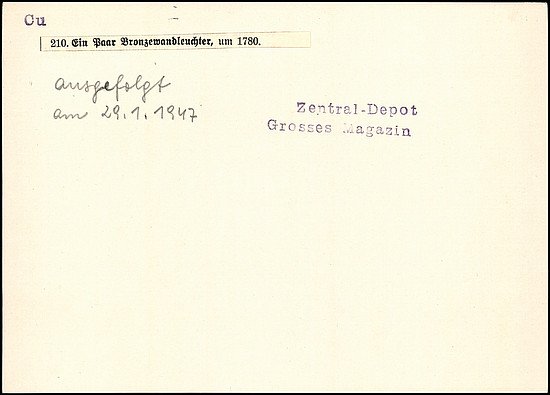 Cu
210. Ein Paar Bronzewandleuchter, um 1780.
ausgefolgt
am 29.1.1947
Zentral-Depot
Grosses Magazin